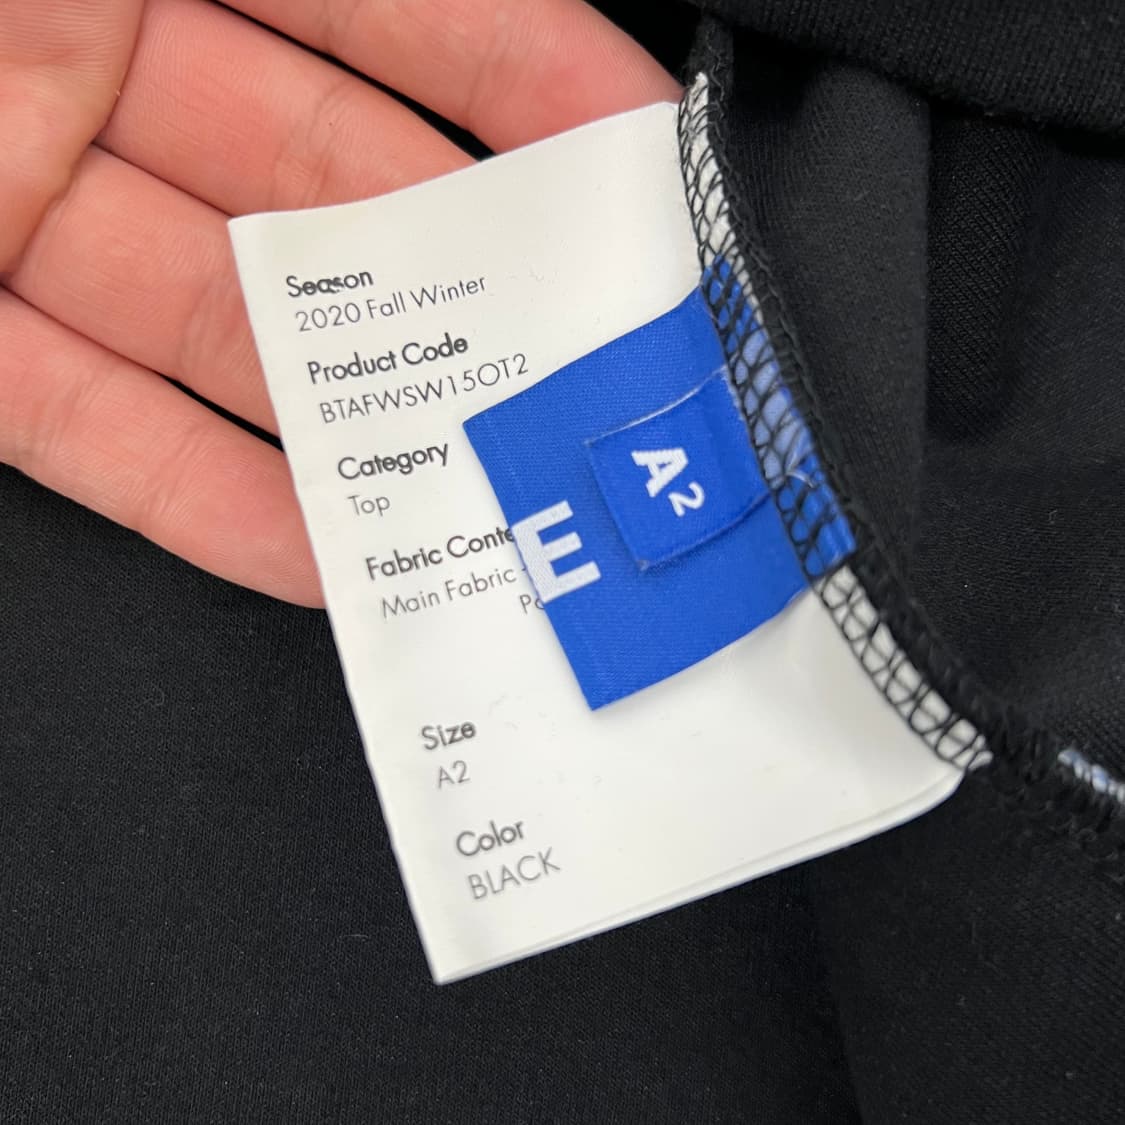 Season
2020 Fall Winter
Product Code
BTAFWSW15OT2
Category
Top
Fabric Conte
Main Fabric -
Size
A2
Color
BLACK
E
A2